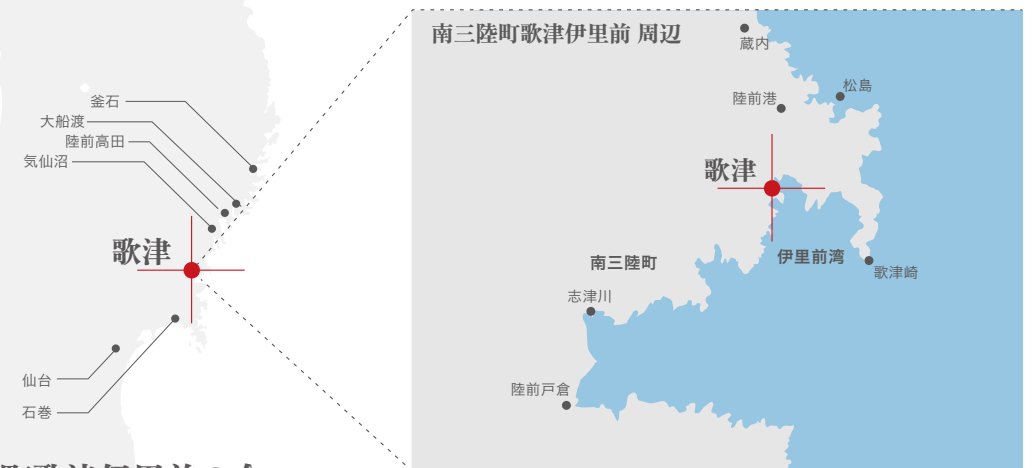 釜石
大船渡
陸前高田
気仙沼
歌津
仙台
石巻
南三陸町歌津伊里前 周辺
蔵内
松島
陸前港
歌津
伊里前湾
南三陸町
歌津崎
志津川
陸前戸倉